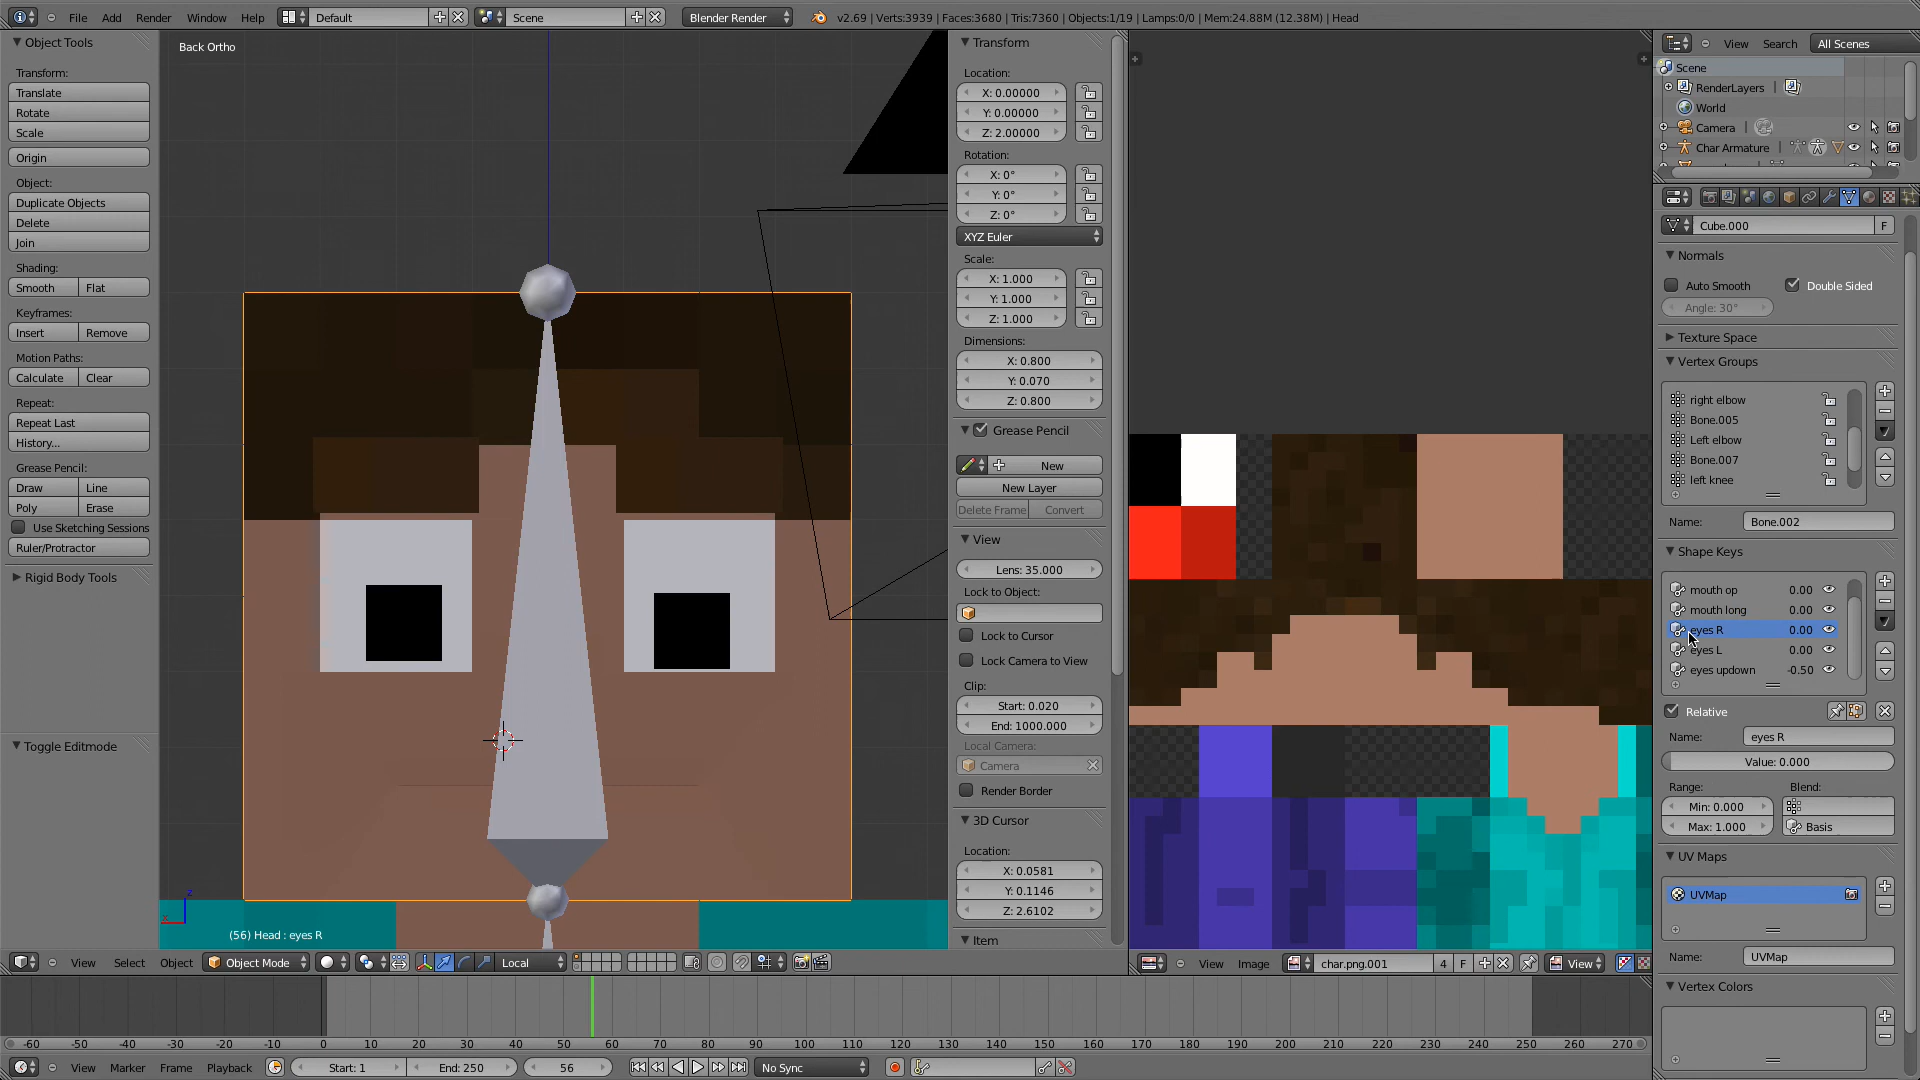 File Add Render Window Help Default Scene Blender Render v2.69 | Verts:3939 | Faces:3680 | Tris:7360 | Objects:1/19 | Lamps:0/0 | Mem:24.88M (12.38M) | Head
Object Tools
Transform:
Translate
Rotate
Scale
Origin
Object:
Duplicate Objects
Delete
Join
Shading:
Smooth Flat
Keyframes:
Insert Remove
Motion Paths:
Calculate Clear
Repeat:
Repeat Last
History...
Grease Pencil:
Draw Line
Poly Erase
Use Sketching Sessions
Ruler/Protractor
Rigid Body Tools
Toggle Editmode
Back Ortho
(56) Head : eyes R
View Select Object Object Mode Local
Transform
Location:
X: 0.00000
Y: 0.00000
Z: 2.00000
Rotation:
X: 0°
Y: 0°
Z: 0°
XYZ Euler
Scale:
X: 1.000
Y: 1.000
Z: 1.000
Dimensions:
X: 0.800
Y: 0.070
Z: 0.800
Grease Pencil
New
New Layer
Delete Frame Convert
View
Lens: 35.000
Lock to Object:
Lock to Cursor
Lock Camera to View
Clip:
Start: 0.020
End: 1000.000
Local Camera:
Camera
Render Border
3D Cursor
Location:
X: 0.0581
Y: 0.1146
Z: 2.6102
Item
View Image char.png.001 4 F View
View Search All Scenes
Scene
RenderLayers
World
Camera
Char Armature
Cube.000 F
Normals
Auto Smooth Double Sided
Angle: 30°
Texture Space
Vertex Groups
right elbow
Bone.005
Left elbow
Bone.007
left knee
Name: Bone.002
Shape Keys
mouth op 0.00
mouth long 0.00
eyes R 0.00
eyes L 0.00
eyes updown -0.50
Relative
Name: eyes R
Value: 0.000
Range: Blend:
Min: 0.000
Max: 1.000 Basis
UV Maps
UVMap
Name: UVMap
Vertex Colors
-60 -50 -40 -30 -20 -10 0 10 20 30 40 50 60 70 80 90 100 110 120 130 140 150 160 170 180 190 200 210 220 230 240 250 260 270
View Marker Frame Playback Start: 1 End: 250 56 No Sync